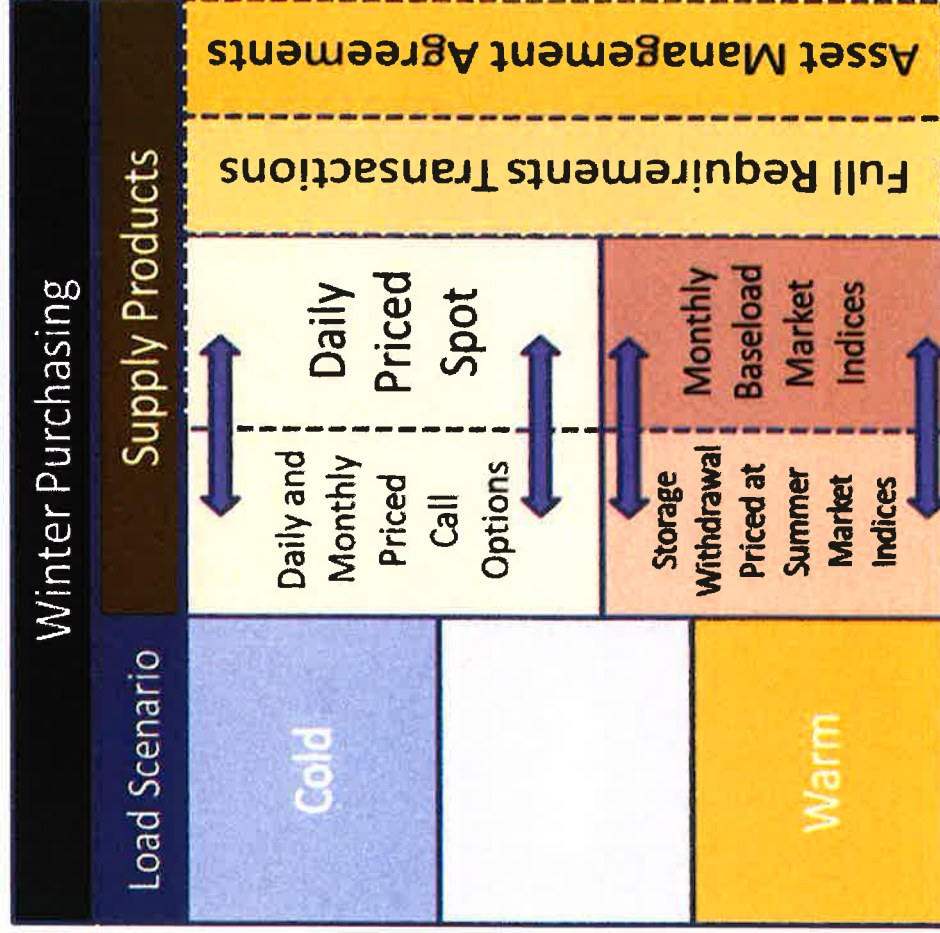 Winter Purchasing
Load Scenario
Supply Products
Cold
Warm
Daily and
Monthly
Priced
Call
Options
Daily
Priced
Spot
Storage
Withdrawal
Priced at
Summer
Market
Indices
Monthly
Baseload
Market
Indices
Full Requirements Transactions
Asset Management Agreements